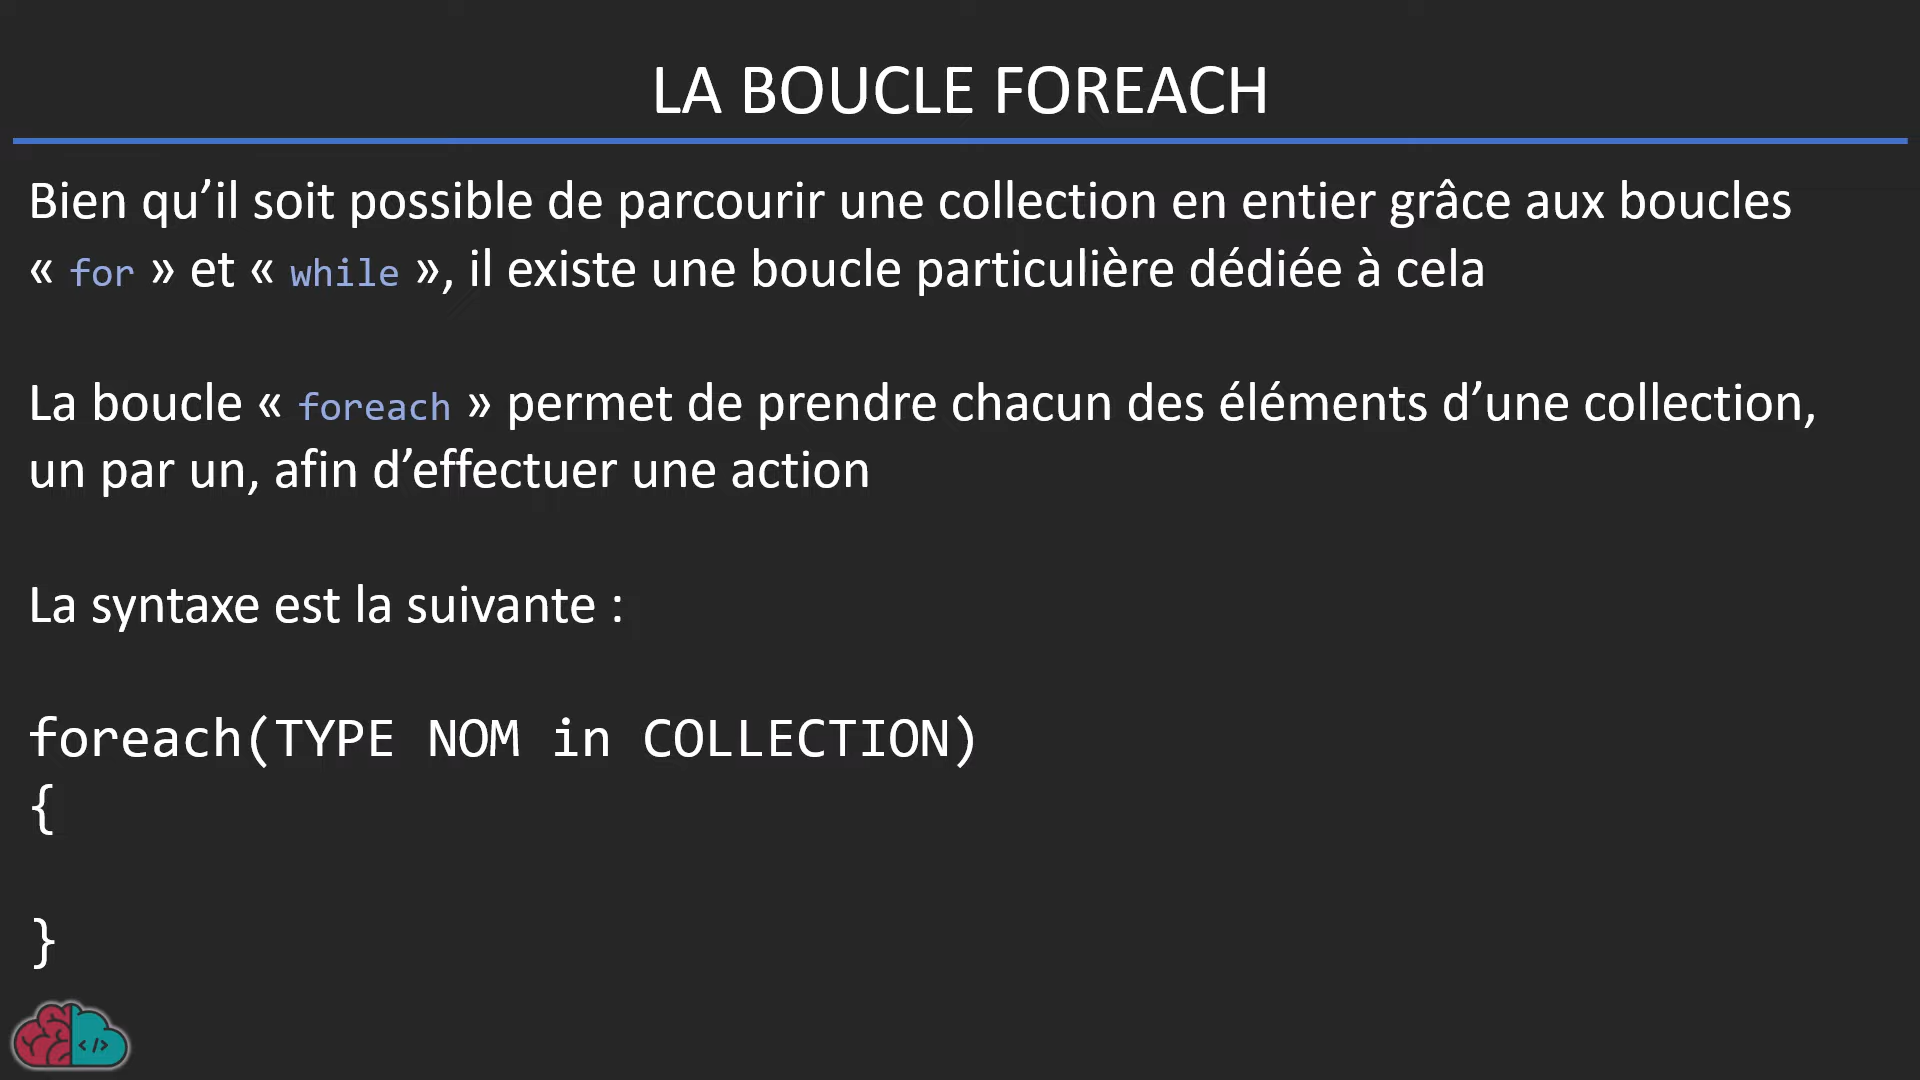 LA BOUCLE FOREACH
Bien qu’il soit possible de parcourir une collection en entier grâce aux boucles
« for » et « while », il existe une boucle particulière dédiée à cela
La boucle « foreach » permet de prendre chacun des éléments d’une collection,
un par un, afin d’effectuer une action
La syntaxe est la suivante :
foreach(TYPE NOM in COLLECTION)
{
}
</>